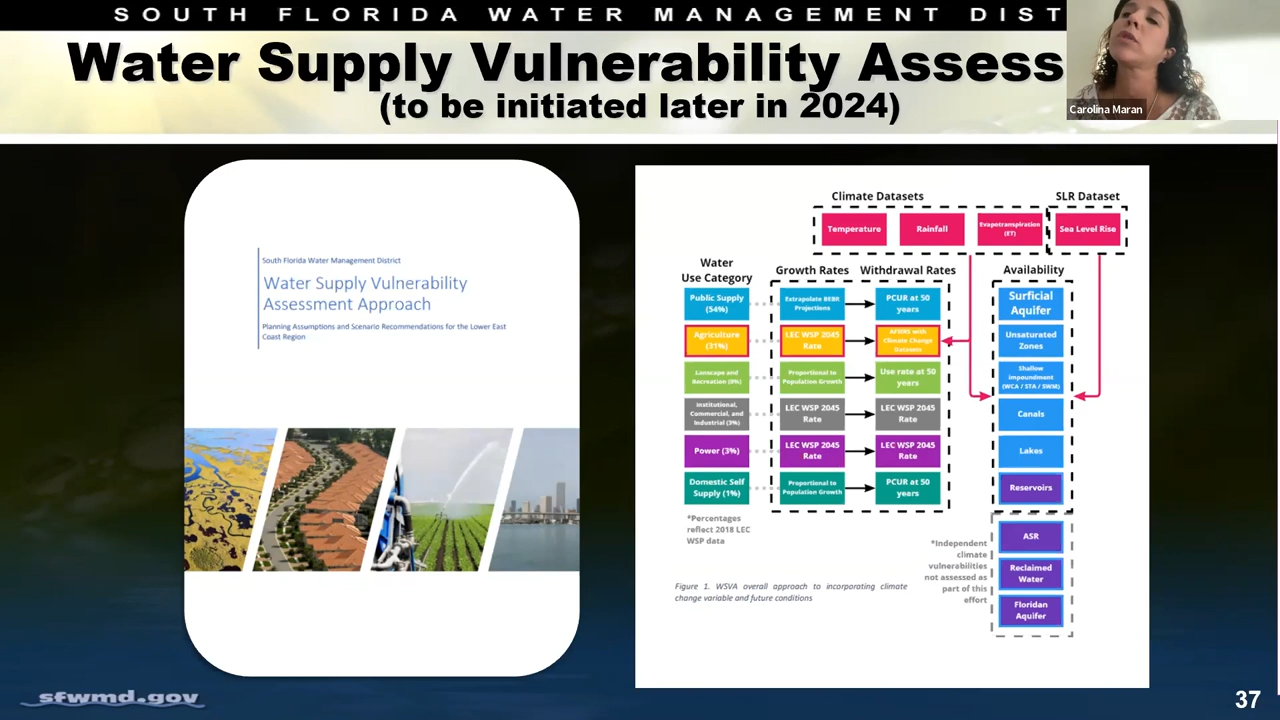 SOUTH FLORIDA WATER MANAGEMENT DIST
Water Supply Vulnerability Assess
(to be initiated later in 2024)
Carolina Maran
South Florida Water Management District
Water Supply Vulnerability
Assessment Approach
Planning Assumptions and Scenario Recommendations for the Lower East
Coast Region
Climate Datasets
SLR Dataset
Temperature
Rainfall
Evapotranspiration
(ET)
Sea Level Rise
Water
Use Category
Growth Rates
Withdrawal Rates
Availability
Public Supply
(54%)
Extrapolate BEBR
Projections
PCUR at 50
years
Surficial
Aquifer
Agriculture
(31%)
LEC WSP 2045
Rate
AFSIRS with
Climate Change
Datasets
Unsaturated
Zones
Landscape and
Recreation (8%)
Proportional to
Population Growth
Use rate at 50
years
Shallow
impoundment
(WCA / STA / SWM)
Institutional,
Commercial, and
Industrial (3%)
LEC WSP 2045
Rate
LEC WSP 2045
Rate
Canals
Power (3%)
LEC WSP 2045
Rate
LEC WSP 2045
Rate
Lakes
Domestic Self
Supply (1%)
Proportional to
Population Growth
PCUR at 50
years
Reservoirs
*Percentages
reflect 2018 LEC
WSP data
*Independent
climate
vulnerabilities
not assessed as
part of this
effort
ASR
Reclaimed
Water
Floridan
Aquifer
Figure 1. WSVA overall approach to incorporating climate
change variable and future conditions
sfwmd.gov
37